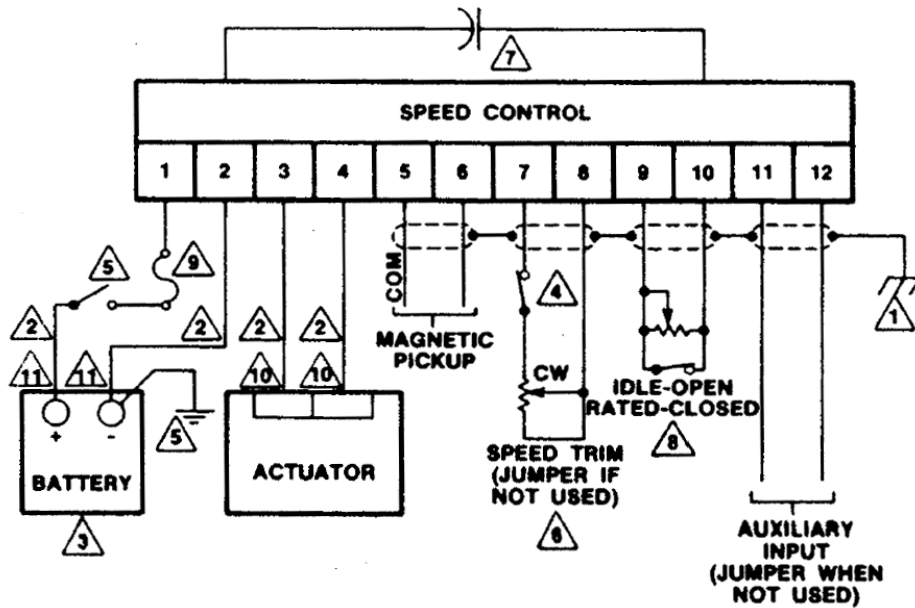 7
SPEED CONTROL
1 2 3 4 5 6 7 8 9 10 11 12
5
9
COM
4
1
2
2
2
2
MAGNETIC
PICKUP
11
11
10
10
CW
IDLE-OPEN
RATED-CLOSED
+
-
5
8
BATTERY
ACTUATOR
SPEED TRIM
(JUMPER IF
NOT USED)
3
6
AUXILIARY
INPUT
(JUMPER WHEN
NOT USED)